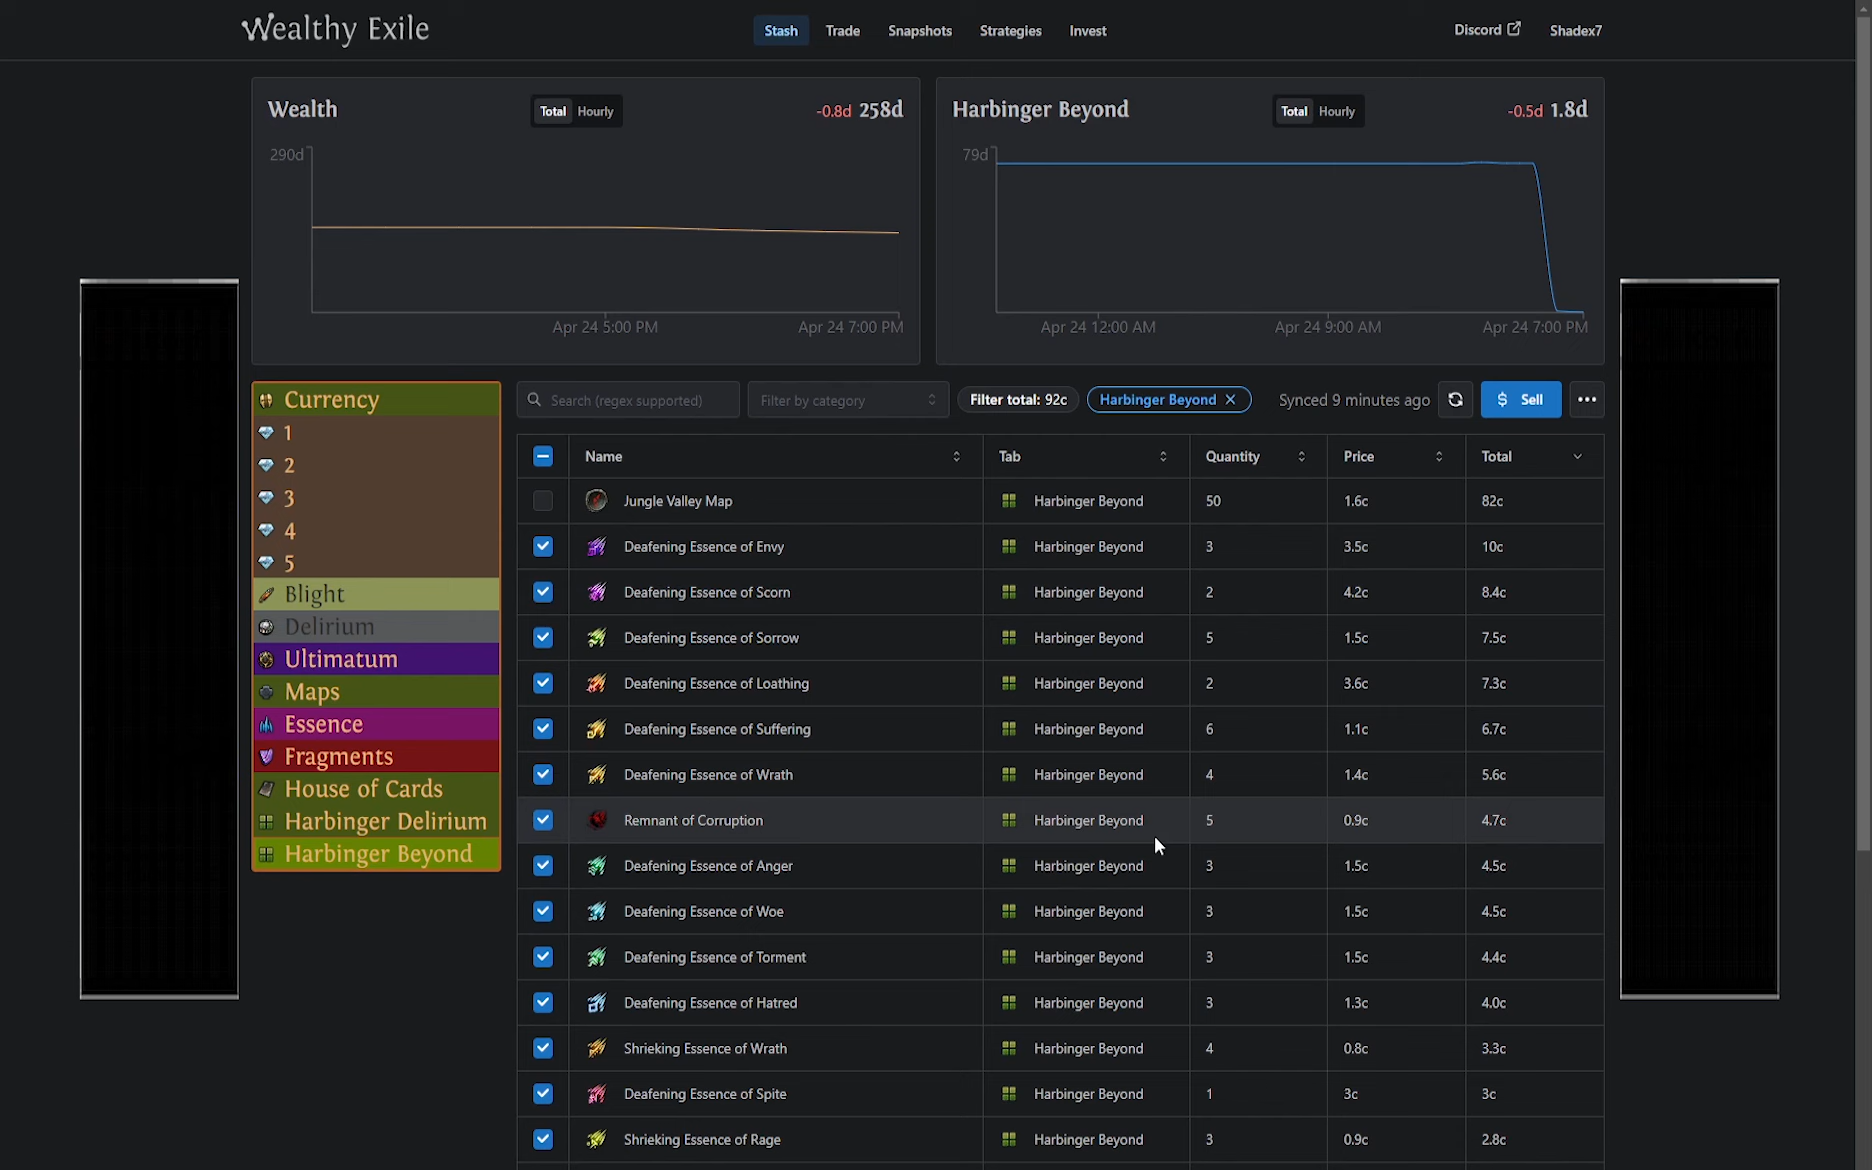 Wealthy Exile
Stash Trade Snapshots Strategies Invest
Discord Shadex7
Wealth Total Hourly -0.8d 258d
290d
Apr 24 5:00 PM Apr 24 7:00 PM
Harbinger Beyond Total Hourly -0.5d 1.8d
79d
Apr 24 12:00 AM Apr 24 9:00 AM Apr 24 7:00 PM
Currency
1
2
3
4
5
Blight
Delirium
Ultimatum
Maps
Essence
Fragments
House of Cards
Harbinger Delirium
Harbinger Beyond
Search (regex supported) Filter by category Filter total: 92c Harbinger Beyond Synced 9 minutes ago $ Sell
Name Tab Quantity Price Total
Jungle Valley Map Harbinger Beyond 50 1.6c 82c
Deafening Essence of Envy Harbinger Beyond 3 3.5c 10c
Deafening Essence of Scorn Harbinger Beyond 2 4.2c 8.4c
Deafening Essence of Sorrow Harbinger Beyond 5 1.5c 7.5c
Deafening Essence of Loathing Harbinger Beyond 2 3.6c 7.3c
Deafening Essence of Suffering Harbinger Beyond 6 1.1c 6.7c
Deafening Essence of Wrath Harbinger Beyond 4 1.4c 5.6c
Remnant of Corruption Harbinger Beyond 5 0.9c 4.7c
Deafening Essence of Anger Harbinger Beyond 3 1.5c 4.5c
Deafening Essence of Woe Harbinger Beyond 3 1.5c 4.5c
Deafening Essence of Torment Harbinger Beyond 3 1.5c 4.4c
Deafening Essence of Hatred Harbinger Beyond 3 1.3c 4.0c
Shrieking Essence of Wrath Harbinger Beyond 4 0.8c 3.3c
Deafening Essence of Spite Harbinger Beyond 1 3c 3c
Shrieking Essence of Rage Harbinger Beyond 3 0.9c 2.8c